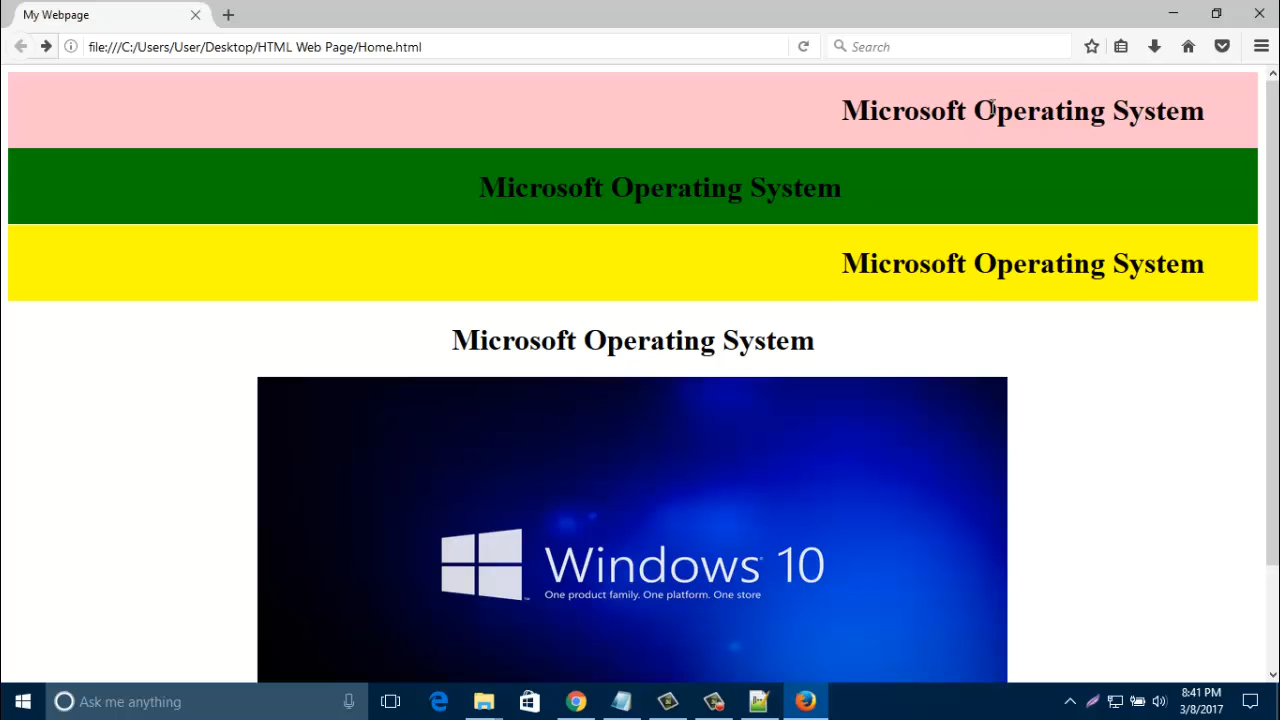 My Webpage
file:///C:/Users/User/Desktop/HTML Web Page/Home.html
Search
Microsoft Operating System
Microsoft Operating System
Microsoft Operating System
Microsoft Operating System
Windows 10
One product family. One platform. One store
Ask me anything
8:41 PM
3/8/2017